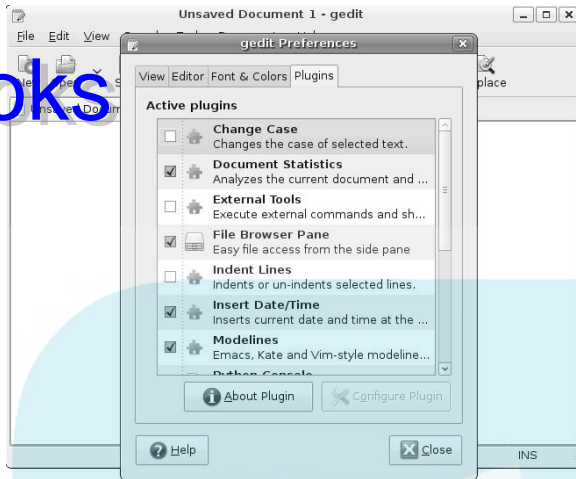 Unsaved Document 1 - gedit
File Edit View
gedit Preferences
oks
place
View Editor Font & Colors Plugins
Active plugins
Change Case
Changes the case of selected text.
Document Statistics
Analyzes the current document and ...
External Tools
Execute external commands and sh...
File Browser Pane
Easy file access from the side pane
Indent Lines
Indents or un-indents selected lines.
Insert Date/Time
Inserts current date and time at the ...
Modelines
Emacs, Kate and Vim-style modeline...
Python Console
About Plugin Configure Plugin
Help Close
INS